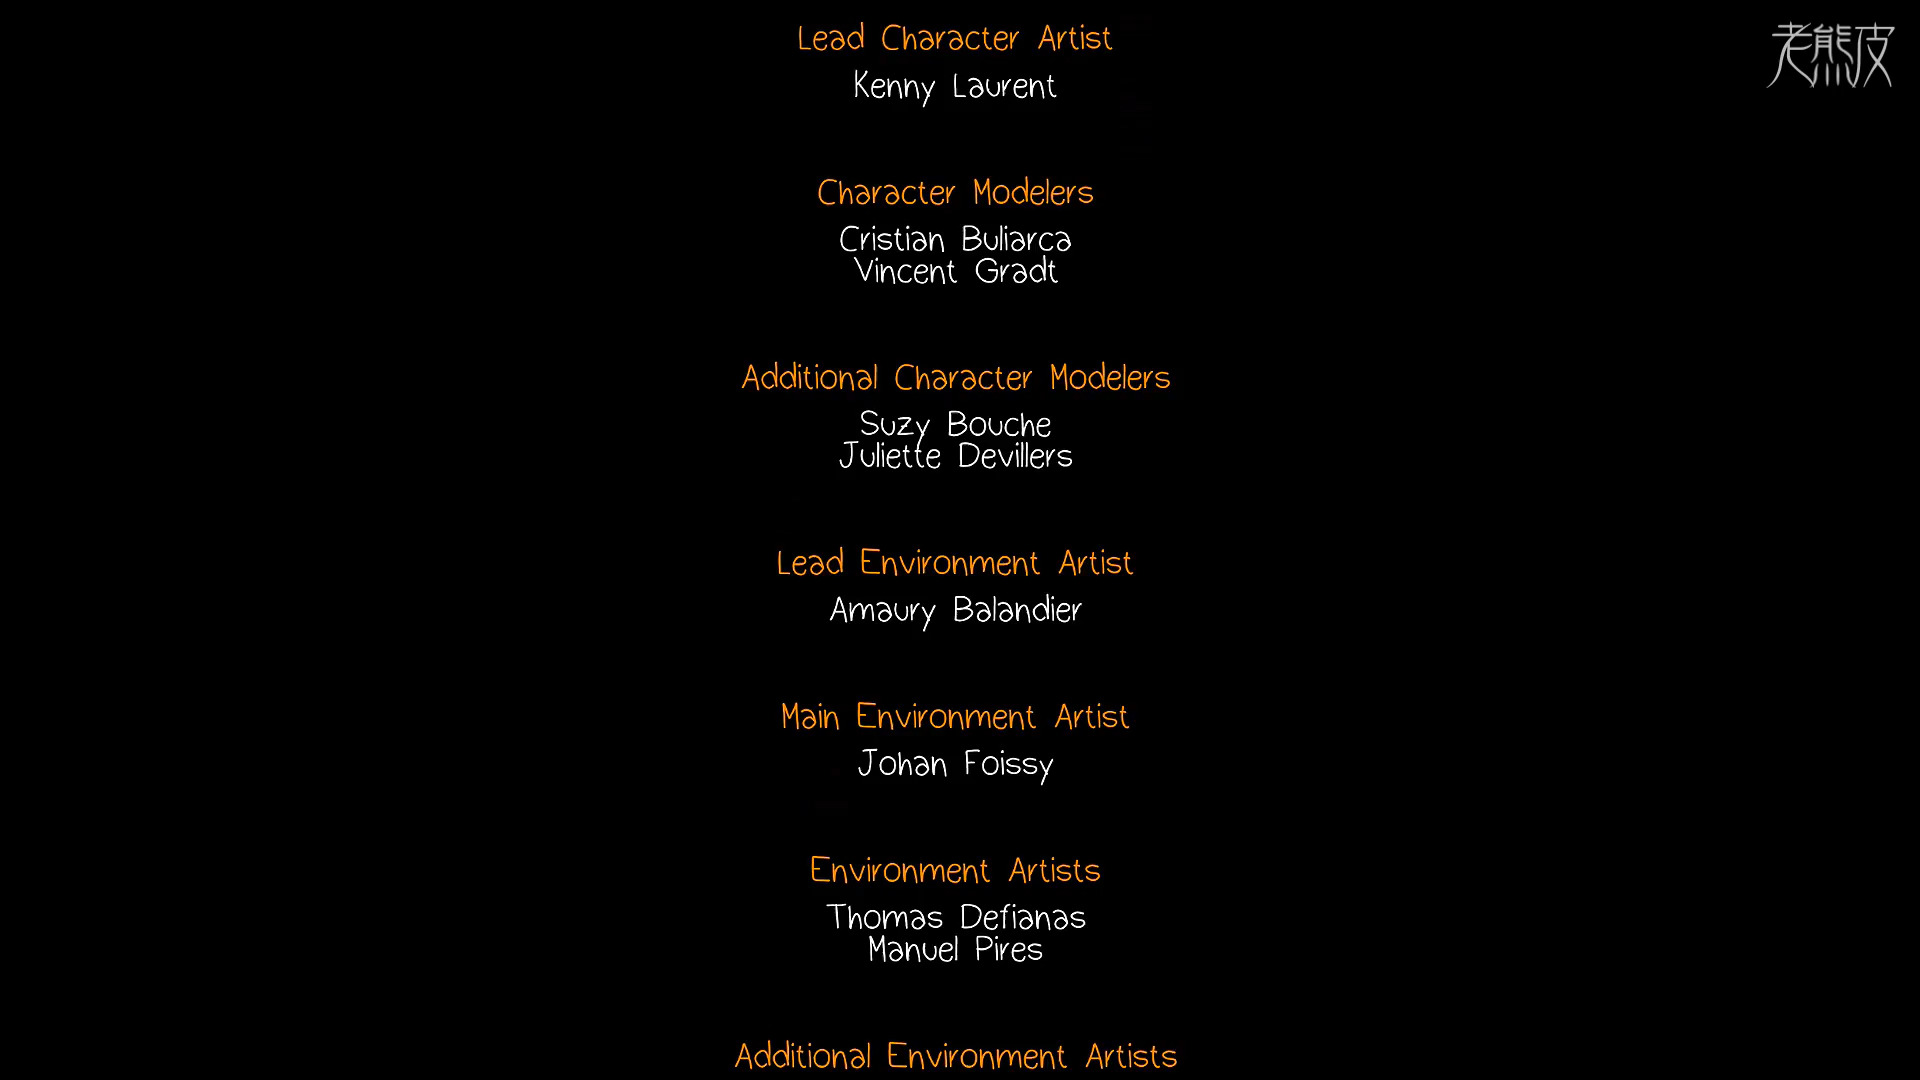 Lead Character Artist
老熊皮
Kenny Laurent
Character Modelers
Cristian Buliarca
Vincent Gradt
Additional Character Modelers
Suzy Bouche
Juliette Devillers
Lead Environment Artist
Amaury Balandier
Main Environment Artist
Johan Foissy
Environment Artists
Thomas Defianas
Manuel Pires
Additional Environment Artists